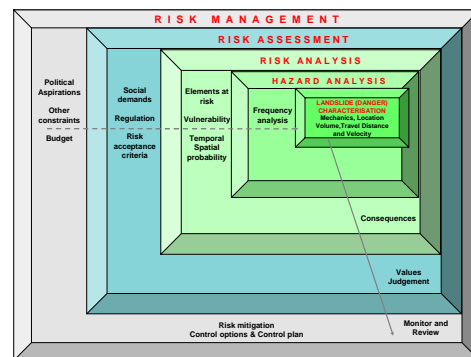 RISK MANAGEMENT
RISK ASSESSMENT
RISK ANALYSIS
HAZARD ANALYSIS
LANDSLIDE (DANGER)
CHARACTERISATION
Mechanics, Location
Volume,Travel Distance
and Velocity
Frequency
analysis
Elements at
risk
Vulnerability
Temporal
Spatial
probability
Social
demands
Regulation
Risk
acceptance
criteria
Political
Aspirations
Other
constraints
Budget
Consequences
Values
Judgement
Risk mitigation
Control options & Control plan
Monitor and
Review